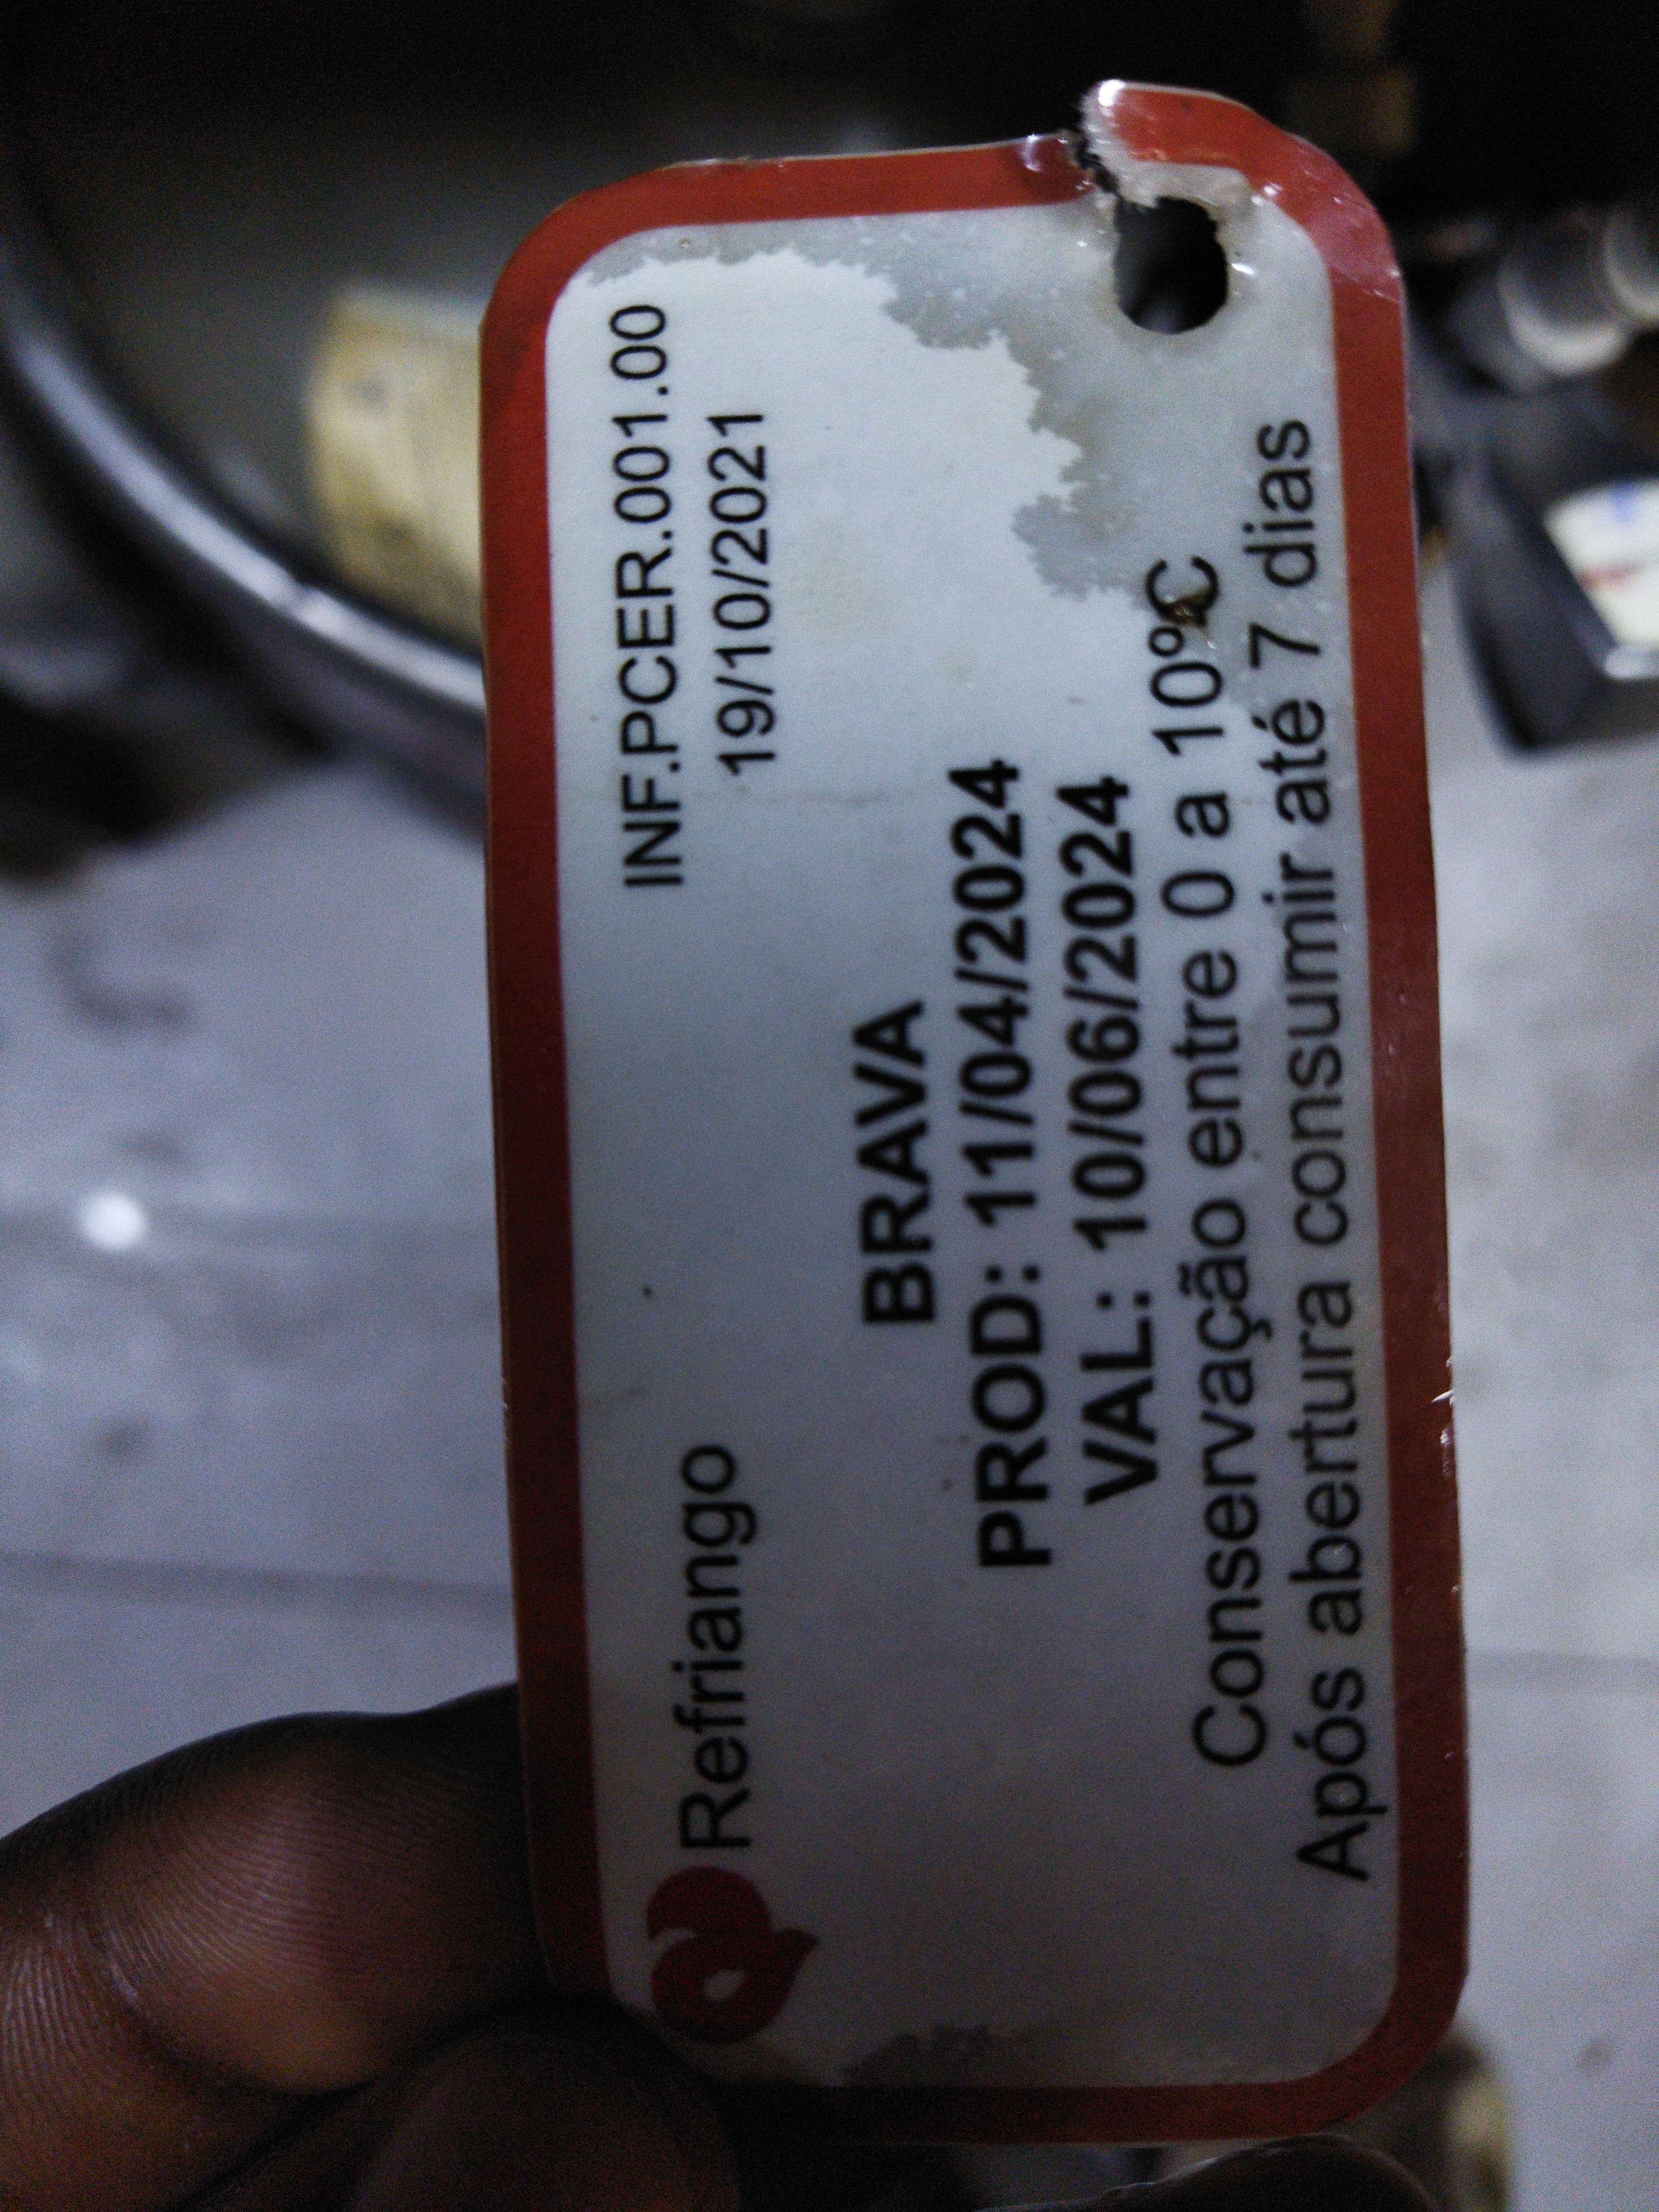 Refriango
INF.PCER.001.00
19/10/2021
BRAVA
PROD: 11/04/2024
VAL: 10/06/2024
Conservação entre 0 a 10ºC
Após abertura consumir até 7 dias